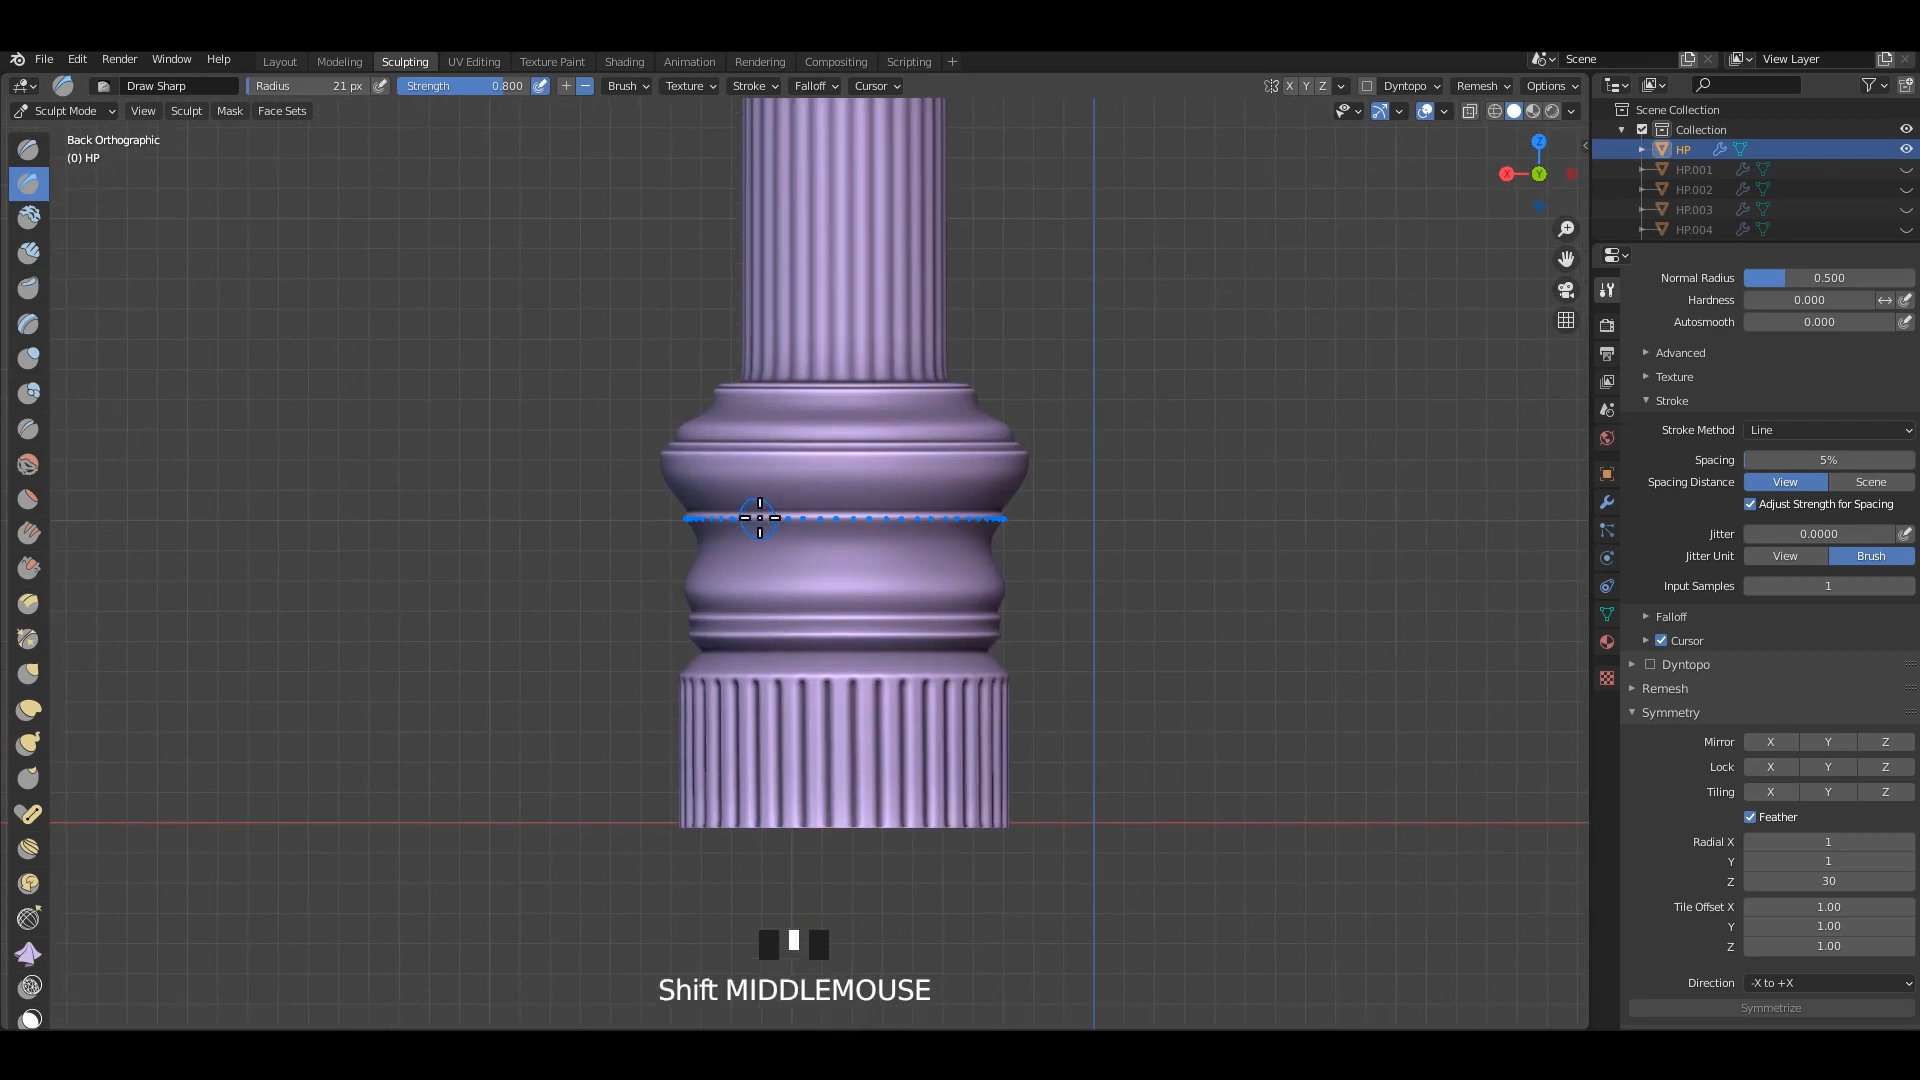 File Edit Render Window Help
Layout Modeling Sculpting UV Editing Texture Paint Shading Animation Rendering Compositing Scripting +
Scene
View Layer
Draw Sharp
Radius 21 px
Strength 0.800
+ −
Brush Texture Stroke Falloff Cursor
X Y Z
Dyntopo Remesh Options
Sculpt Mode View Sculpt Mask Face Sets
Back Orthographic
(0) HP
Z
X
Y
Scene Collection
Collection
HP
HP.001
HP.002
HP.003
HP.004
Normal Radius 0.500
Hardness 0.000
Autosmooth 0.000
Advanced
Texture
Stroke
Stroke Method Line
Spacing 5%
Spacing Distance View Scene
Adjust Strength for Spacing
Jitter 0.0000
Jitter Unit View Brush
Input Samples 1
Falloff
Cursor
Dyntopo
Remesh
Symmetry
Mirror X Y Z
Lock X Y Z
Tiling X Y Z
Feather
Radial X 1
Y 1
Z 30
Tile Offset X 1.00
Y 1.00
Z 1.00
Direction -X to +X
Symmetrize
Shift MIDDLEMOUSE